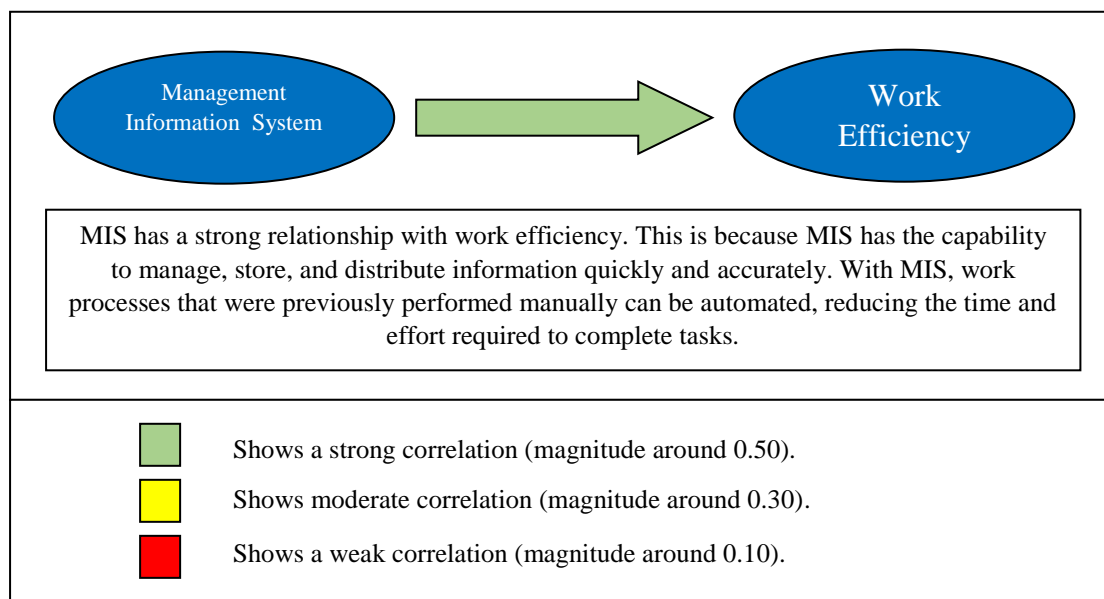 Management
Information System
Work
Efficiency
MIS has a strong relationship with work efficiency. This is because MIS has the capability
to manage, store, and distribute information quickly and accurately. With MIS, work
processes that were previously performed manually can be automated, reducing the time and
effort required to complete tasks.
Shows a strong correlation (magnitude around 0.50).
Shows moderate correlation (magnitude around 0.30).
Shows a weak correlation (magnitude around 0.10).